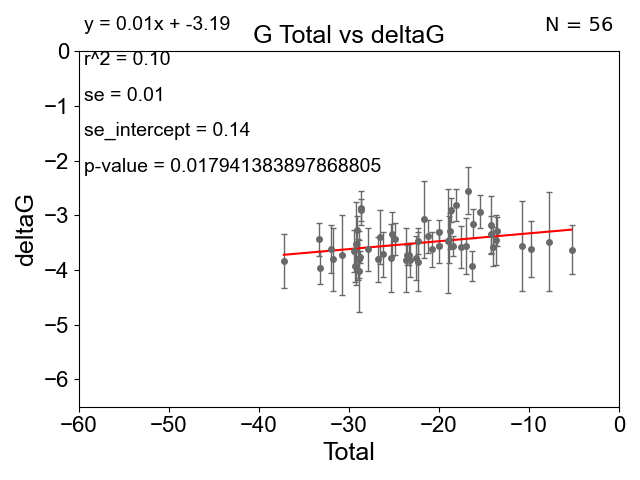 y = 0.01x + -3.19
N = 56
G Total vs deltaG
r^2 = 0.10
se = 0.01
se_intercept = 0.14
p-value = 0.017941383897868805
0
−1
−2
−3
−4
−5
−6
deltaG
−60 −50 −40 −30 −20 −10 0
Total